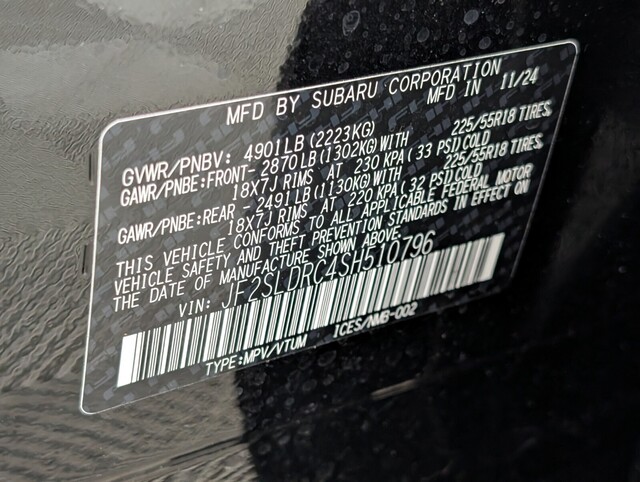 MFD BY SUBARU CORPORATION
MFD IN 11/24
GVWR/PNBV: 4901LB(2223KG)
GAWR/PNBE:FRONT- 2870LB(1302KG)WITH 225/55R18 TIRES,
18X7J RIMS AT 230 KPA(33 PSI)COLD
GAWR/PNBE:REAR - 2491LB(1130KG)WITH 225/55R18 TIRES,
18X7J RIMS AT 220 KPA(32 PSI)COLD
THIS VEHICLE CONFORMS TO ALL APPLICABLE FEDERAL MOTOR
VEHICLE SAFETY AND THEFT PREVENTION STANDARDS IN EFFECT ON
THE DATE OF MANUFACTURE SHOWN ABOVE.
VIN: JF2SLDRC4SH510796
TYPE:MPV/VTUM ICES/NMB-002